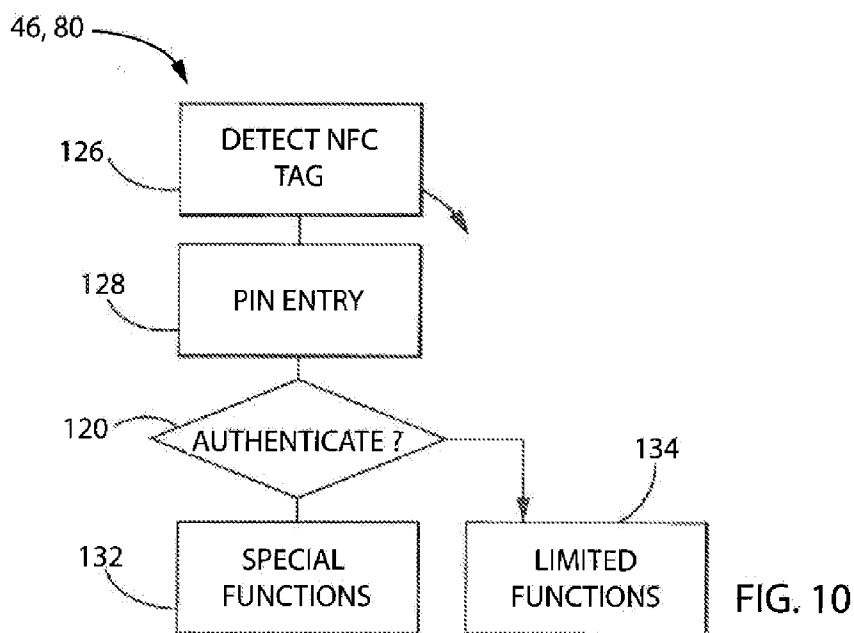 46, 80
DETECT NFC
TAG
126
128
PIN ENTRY
120
AUTHENTICATE ?
134
132
SPECIAL
FUNCTIONS
LIMITED
FUNCTIONS
FIG. 10